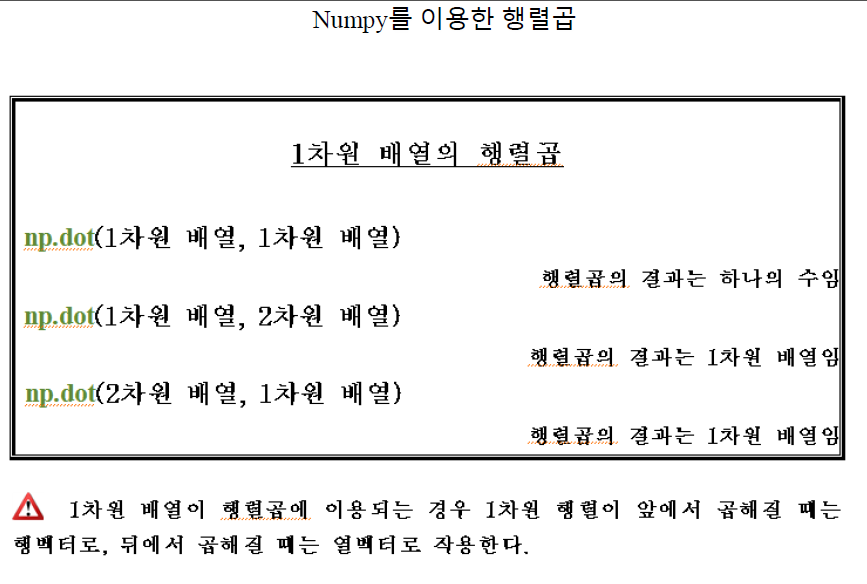 Numpy를 이용한 행렬곱
1차원 배열의 행렬곱
np.dot(1차원 배열, 1차원 배열)
행렬곱의 결과는 하나의 수임
np.dot(1차원 배열, 2차원 배열)
행렬곱의 결과는 1차원 배열임
np.dot(2차원 배열, 1차원 배열)
행렬곱의 결과는 1차원 배열임
1차원 배열이 행렬곱에 이용되는 경우 1차원 행렬이 앞에서 곱해질 때는
행벡터로, 뒤에서 곱해질 때는 열벡터로 작용한다.